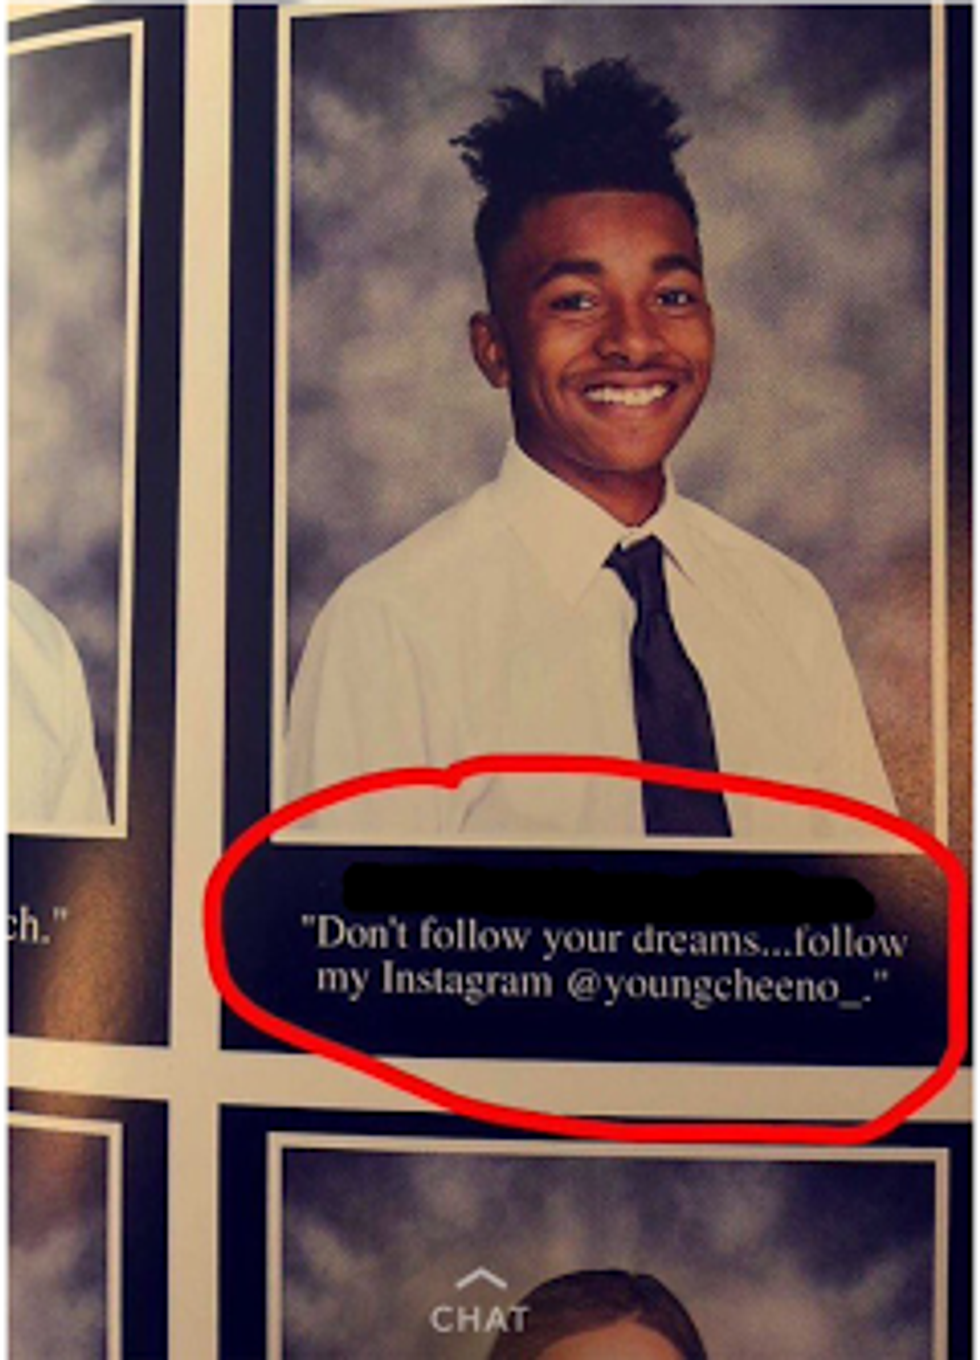 ch."
"Don't follow your dreams...follow
my Instagram @youngcheeno_."
CHAT